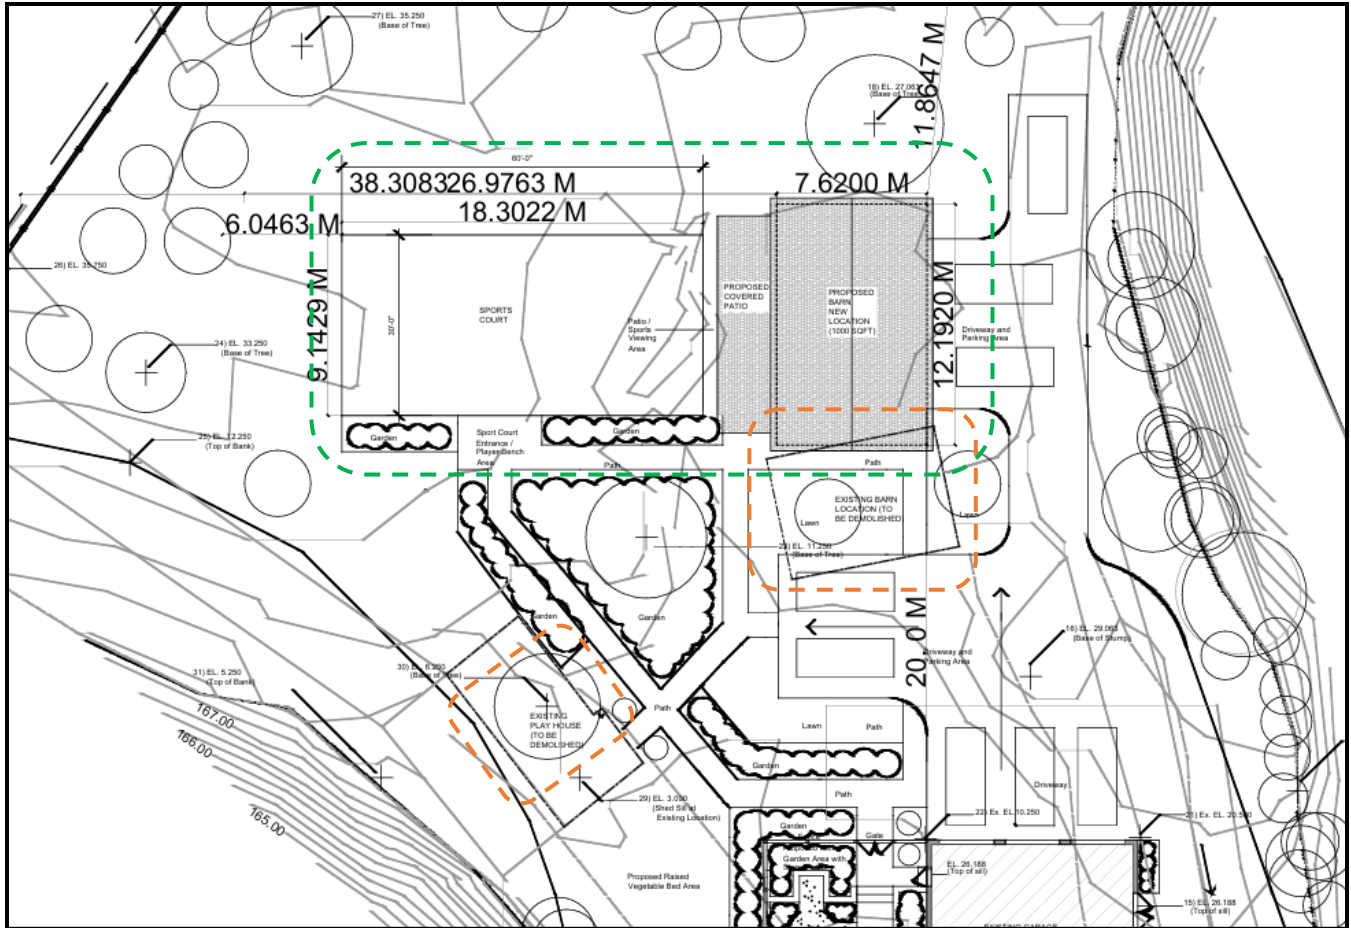 27) EL. 35.250
(Base of Tree)
11.8647 M
18) EL. 27.063
(Base of Tree)
60'-0"
38.3083
26.9763 M
7.6200 M
18.3022 M
6.0463 M
26) EL. 35.750
9.1429 M
30'-0"
SPORTS
COURT
Patio /
Sports
Viewing
Area
PROPOSED
COVERED
PATIO
PROPOSED
BARN
NEW
LOCATION
(1000 SQFT)
12.1920 M
Driveway and
Parking Area
24) EL. 33.250
(Base of Tree)
25) EL. 12.250
(Top of Bank)
Garden
Sport Court
Entrance /
Player Bench
Area
Garden
Path
Path
EXISTING BARN
LOCATION (TO
BE DEMOLISHED)
Lawn
Lawn
23) EL. 11.250
(Base of Tree)
Garden
Garden
16) EL. 29.063
(Base of Stump)
Driveway and
Parking Area
31) EL. 5.250
(Top of Bank)
30) EL. 6.250
(Base of Tree)
167.00
166.00
165.00
EXISTING
PLAY HOUSE
(TO BE
DEMOLISHED)
Path
Lawn
Path
Garden
Path
Driveway
29) EL. 3.000
(Shed Sill at
Existing Location)
22) Ex. EL. 10.250
21) Ex. EL. 20.500
Garden
Gate
Garden Area with
EL. 26.188
(Top of sill)
Proposed Raised
Vegetable Bed Area
15) EL. 26.188
(Top of sill)
EXISTING GARAGE